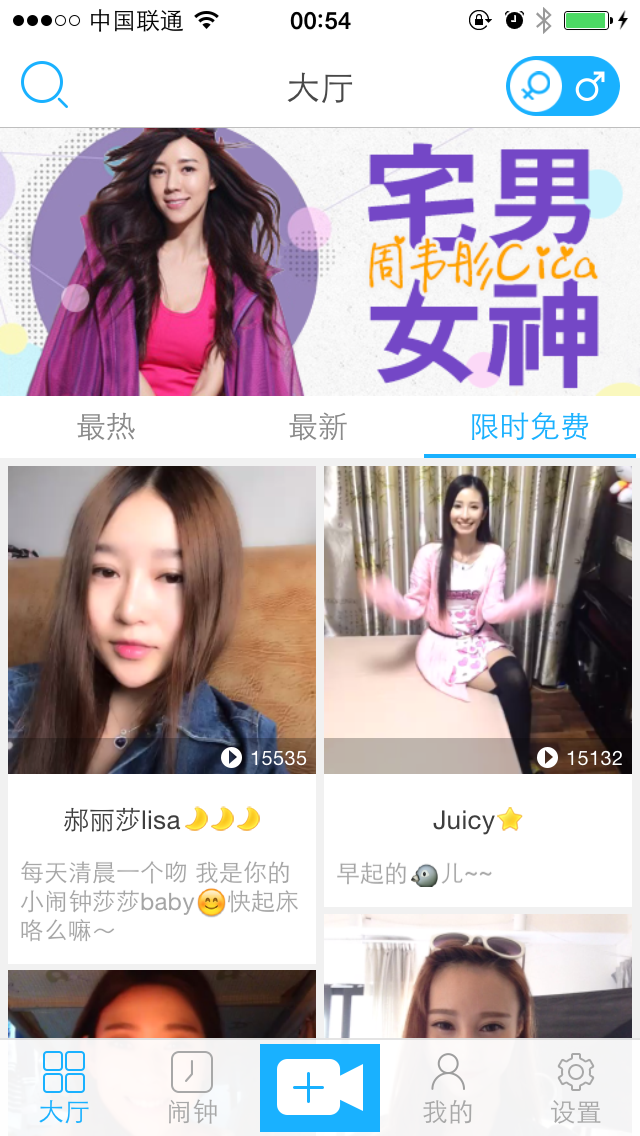 中国联通
00:54
大厅
宅男
周韦彤Cica
女神
最热
最新
限时免费
15535
15132
郝丽莎lisa🌙🌙🌙
Juicy⭐
每天清晨一个吻 我是你的
小闹钟莎莎baby😊快起床
咯么嘛～
早起的🐦儿~~
大厅
闹钟
我的
设置